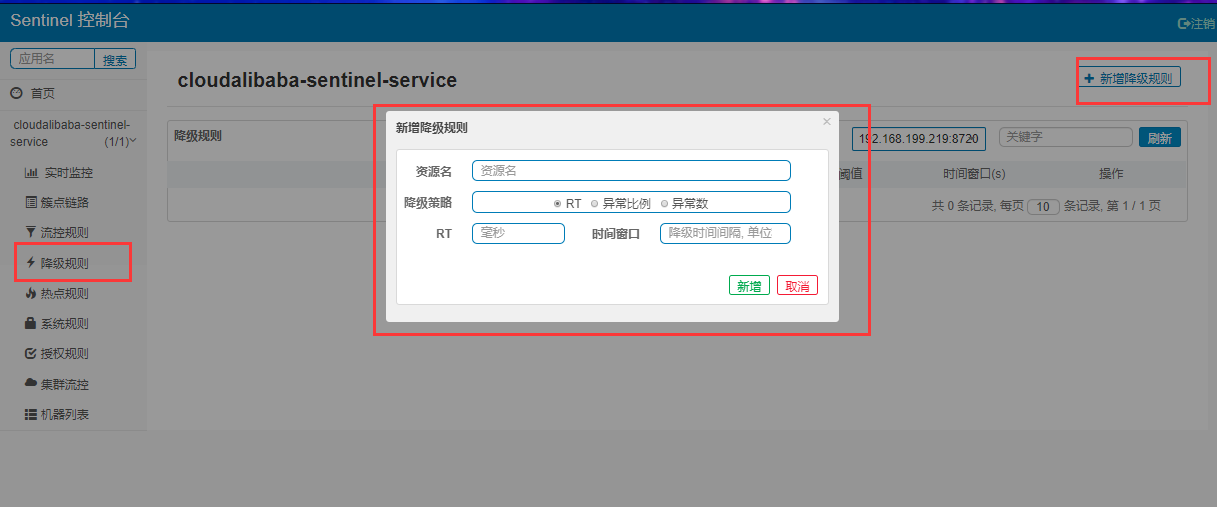 Sentinel 控制台
注销
应用名 搜索
首页
cloudalibaba-sentinel-
service (1/1)
实时监控
簇点链路
流控规则
降级规则
热点规则
系统规则
授权规则
集群流控
机器列表
cloudalibaba-sentinel-service
新增降级规则
降级规则
192.168.199.219:8720 关键字 刷新
阈值 时间窗口(s) 操作
共 0 条记录, 每页 10 条记录, 第 1 / 1 页
新增降级规则 ×
资源名 资源名
降级策略 RT 异常比例 异常数
RT 毫秒 时间窗口 降级时间间隔, 单位
新增 取消